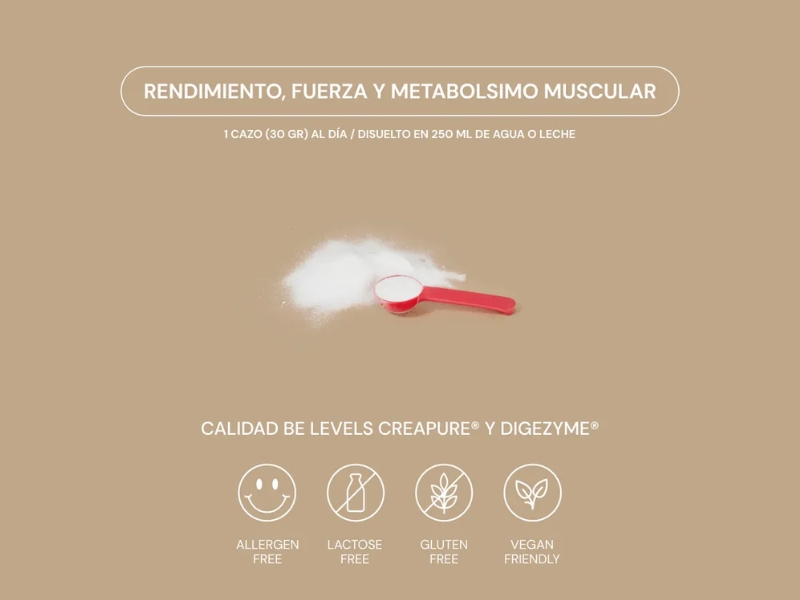 RENDIMIENTO, FUERZA Y METABOLSIMO MUSCULAR
1 CAZO (30 GR) AL DÍA / DISUELTO EN 250 ML DE AGUA O LECHE
CALIDAD BE LEVELS CREAPURE® Y DIGEZYME®
ALLERGEN FREE
LACTOSE FREE
GLUTEN FREE
VEGAN FRIENDLY